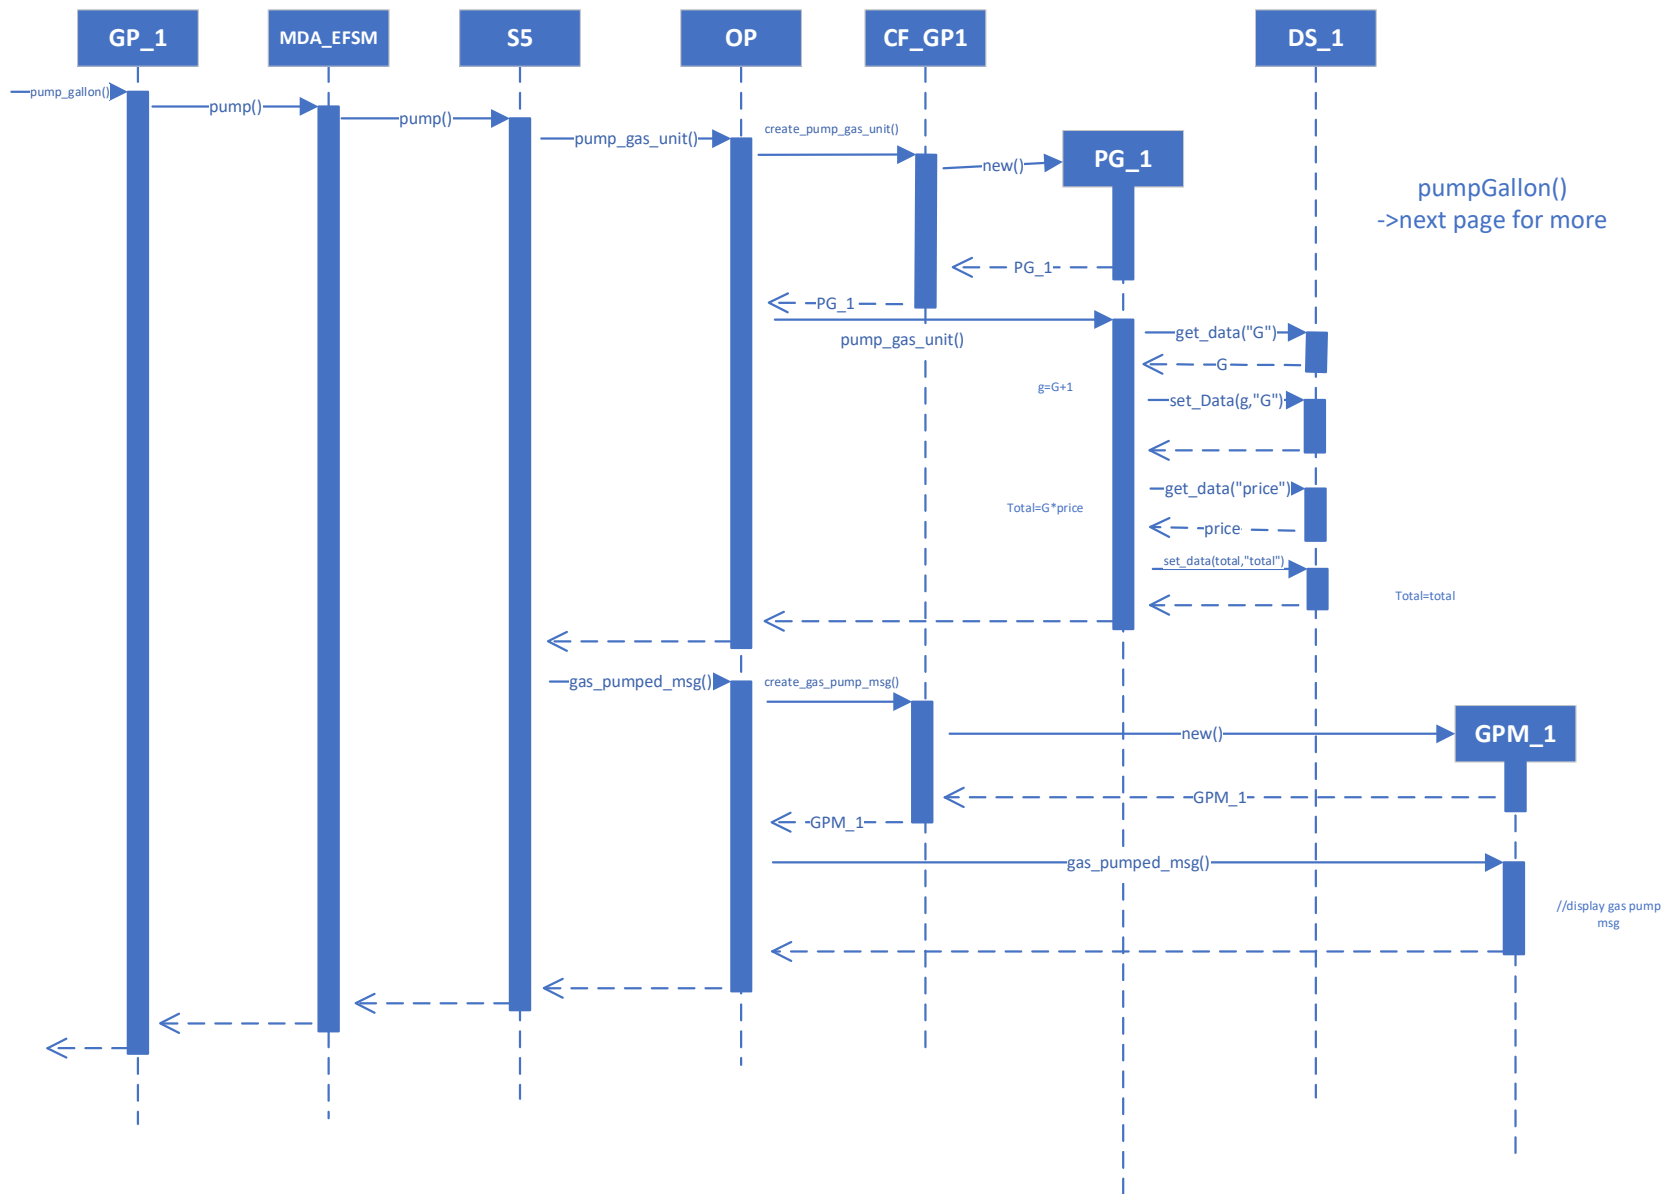 GP_1
MDA_EFSM
S5
OP
CF_GP1
DS_1
pump_gallon()
pump()
pump()
pump_gas_unit()
create_pump_gas_unit()
new()
PG_1
pumpGallon()
->next page for more
PG_1
PG_1
pump_gas_unit()
get_data("G")
G
g=G+1
set_Data(g,"G")
get_data("price")
Total=G*price
price
set_data(total,"total")
Total=total
gas_pumped_msg()
create_gas_pump_msg()
new()
GPM_1
GPM_1
GPM_1
gas_pumped_msg()
//display gas pump
msg